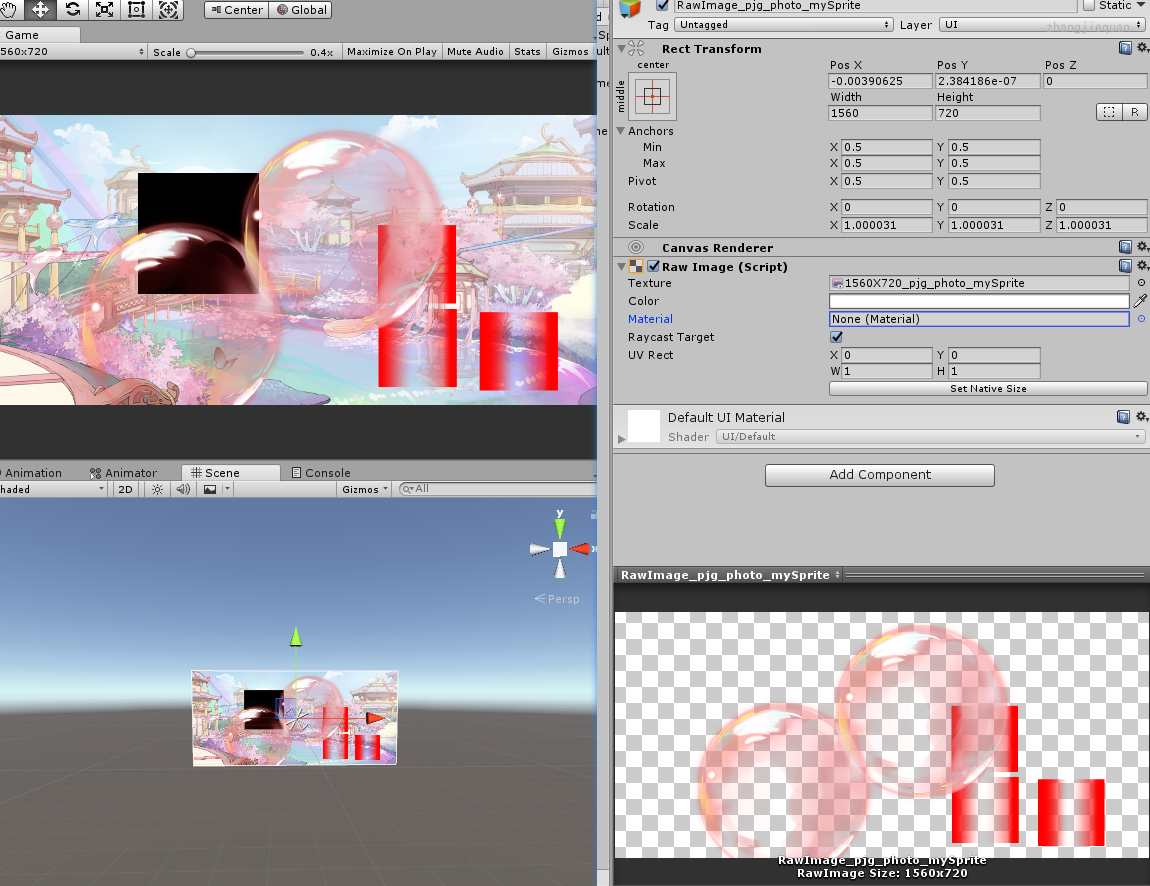 Center
Global
RawImage_pjg_photo_mySprite
Static
Tag
Untagged
Layer
UI
zhangjiequan
Game
560x720
Scale
0.4x
Maximize On Play
Mute Audio
Stats
Gizmos
Rect Transform
center
middle
Pos X
Pos Y
Pos Z
-0.00390625
2.384186e-07
0
Width
Height
1560
720
R
Anchors
Min
X 0.5
Y 0.5
Max
X 0.5
Y 0.5
Pivot
X 0.5
Y 0.5
Rotation
X 0
Y 0
Z 0
Scale
X 1.000031
Y 1.000031
Z 1.000031
Canvas Renderer
Raw Image (Script)
Texture
1560X720_pjg_photo_mySprite
Color
Material
None (Material)
Raycast Target
UV Rect
X 0
Y 0
W 1
H 1
Set Native Size
Default UI Material
Shader
UI/Default
Add Component
Animation
Animator
Scene
Console
haded
2D
Gizmos
All
y
x
Persp
RawImage_pjg_photo_mySprite
RawImage_pjg_photo_mySprite
RawImage Size: 1560x720